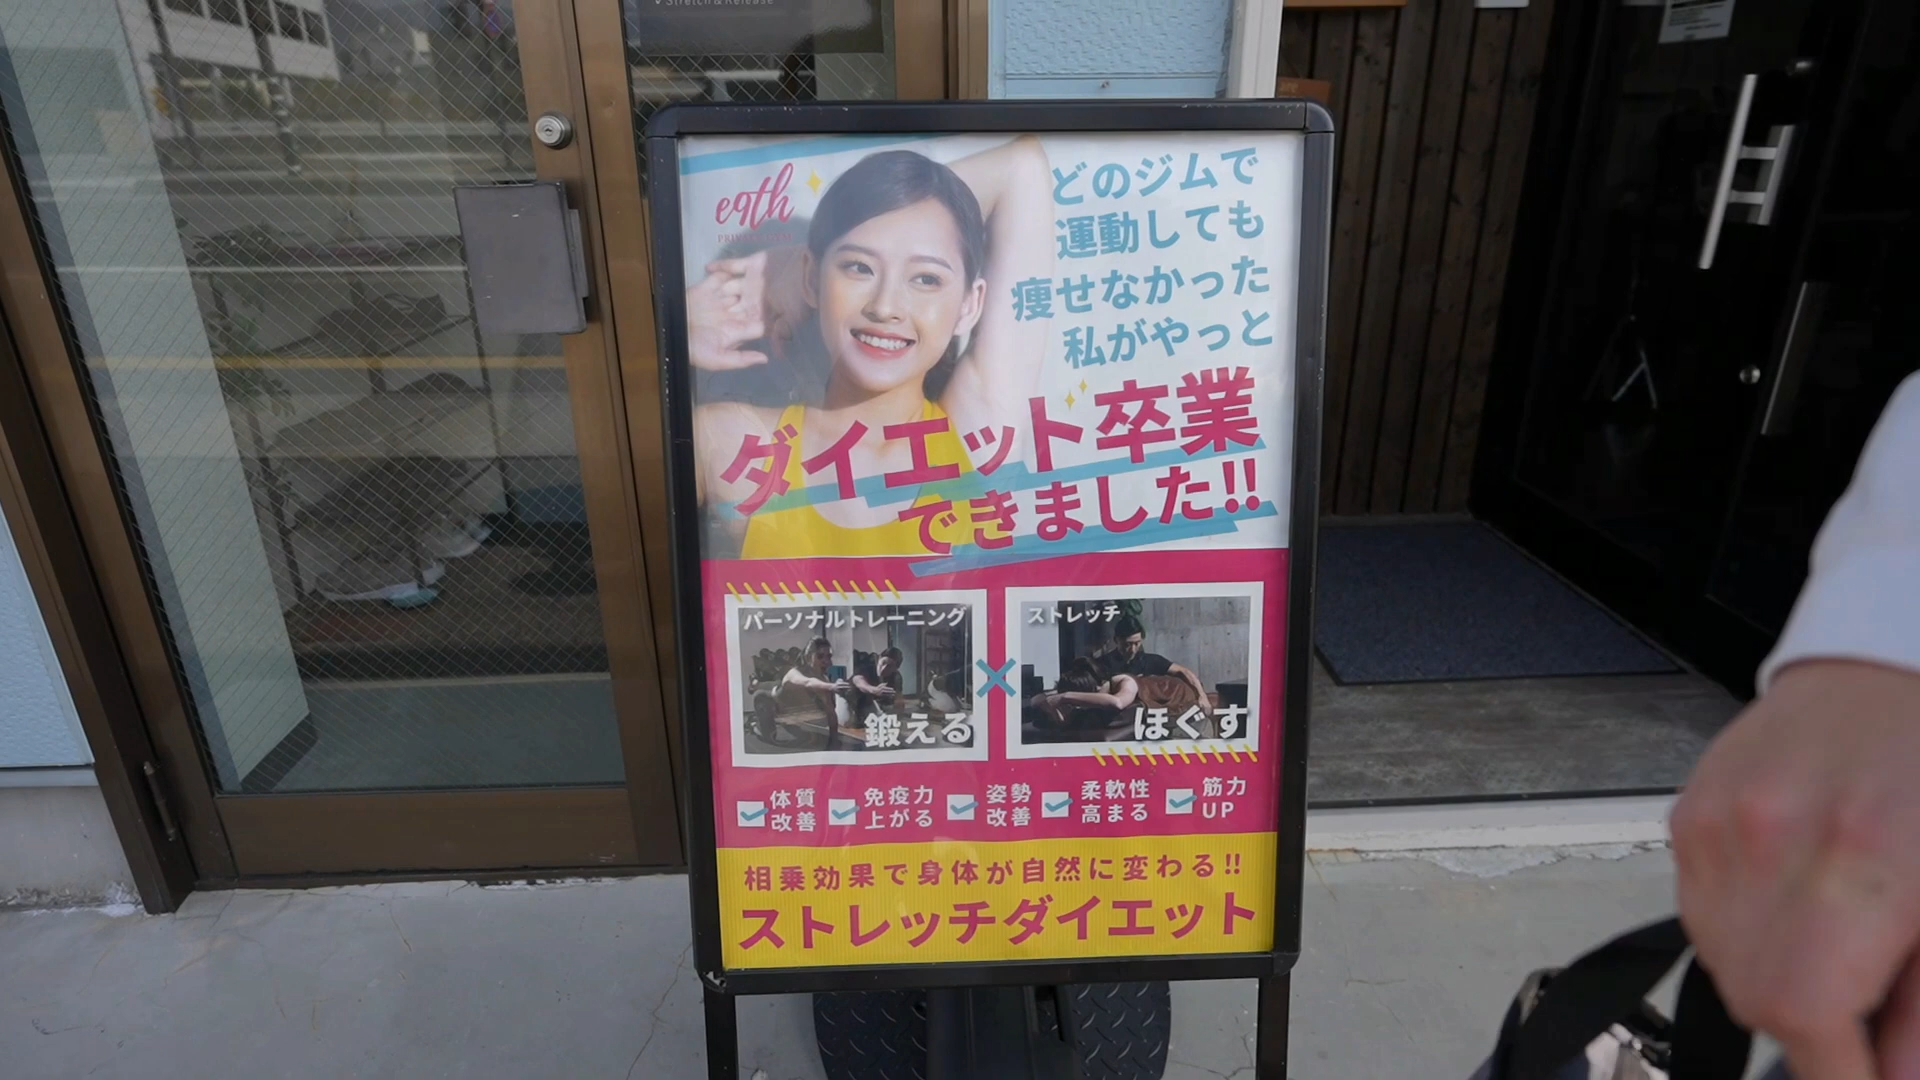 Stretch & Release
eqth
どのジムで
運動しても
痩せなかった
私がやっと
ダイエット卒業
できました!!
パーソナルトレーニング
鍛える
×
ストレッチ
ほぐす
体質
改善
免疫力
上がる
姿勢
改善
柔軟性
高まる
筋力
UP
相乗効果で身体が自然に変わる!!
ストレッチダイエット